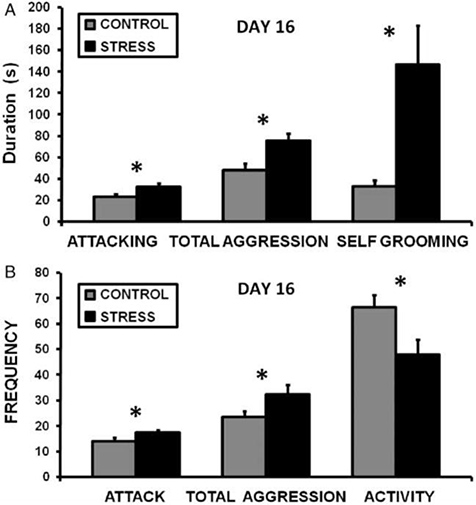 A
CONTROL
STRESS
DAY 16
Duration (s)
200
180
160
140
120
100
80
60
40
20
0
*
*
*
ATTACKING TOTAL AGGRESSION SELF GROOMING
B
CONTROL
STRESS
DAY 16
FREQUENCY
80
70
60
50
40
30
20
10
0
*
*
*
ATTACK TOTAL AGGRESSION ACTIVITY